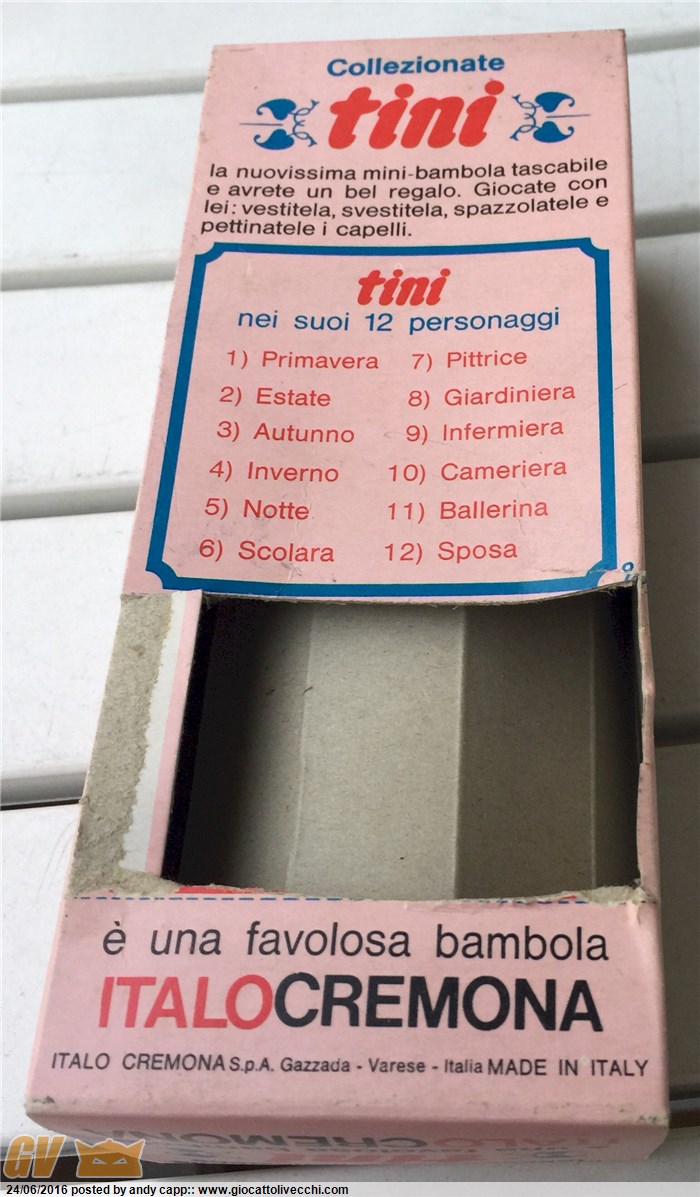 Collezionate
tini
la nuovissima mini-bambola tascabile
e avrete un bel regalo. Giocate con
lei: vestitela, svestitela, spazzolatele e
pettinatele i capelli.
tini
nei suoi 12 personaggi
1) Primavera
2) Estate
3) Autunno
4) Inverno
5) Notte
6) Scolara
7) Pittrice
8) Giardiniera
9) Infermiera
10) Cameriera
11) Ballerina
12) Sposa
è una favolosa bambola
ITALOCREMONA
ITALO CREMONA S.p.A. Gazzada - Varese - Italia MADE IN ITALY
ITALO CREMONA
GV
24/06/2016 posted by andy capp:: www.giocattolivecchi.com